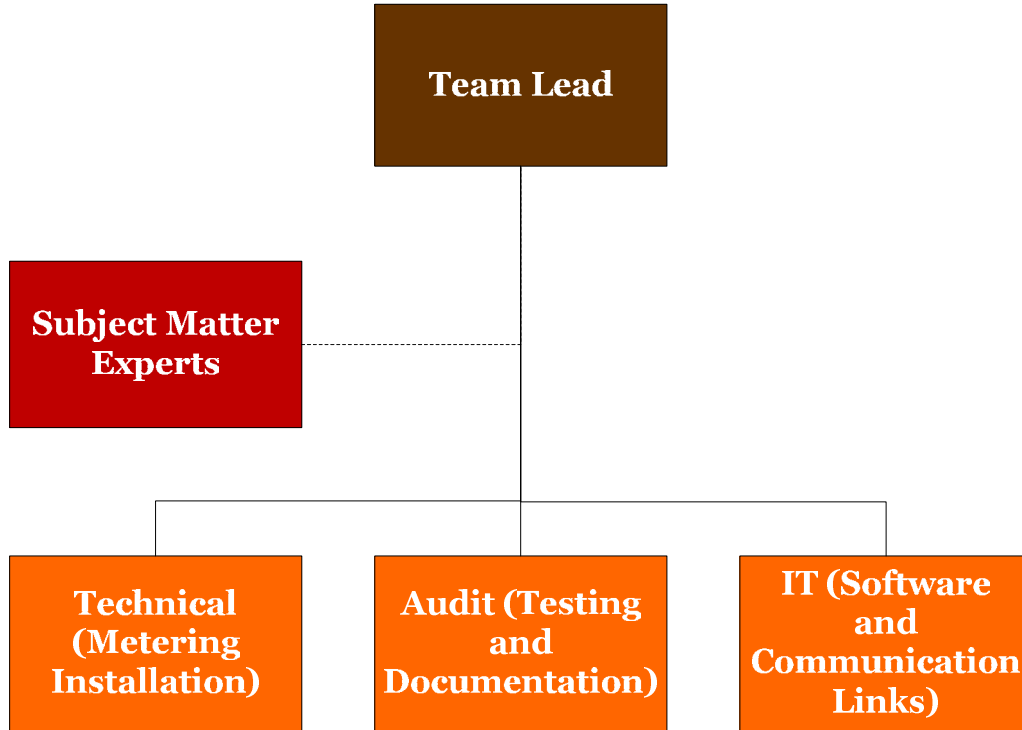 Team Lead
Subject Matter
Experts
Technical
(Metering
Installation)
Audit (Testing
and
Documentation)
IT (Software
and
Communication
Links)